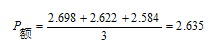 P额 = (2.698 + 2.622 + 2.584) / 3 = 2.635